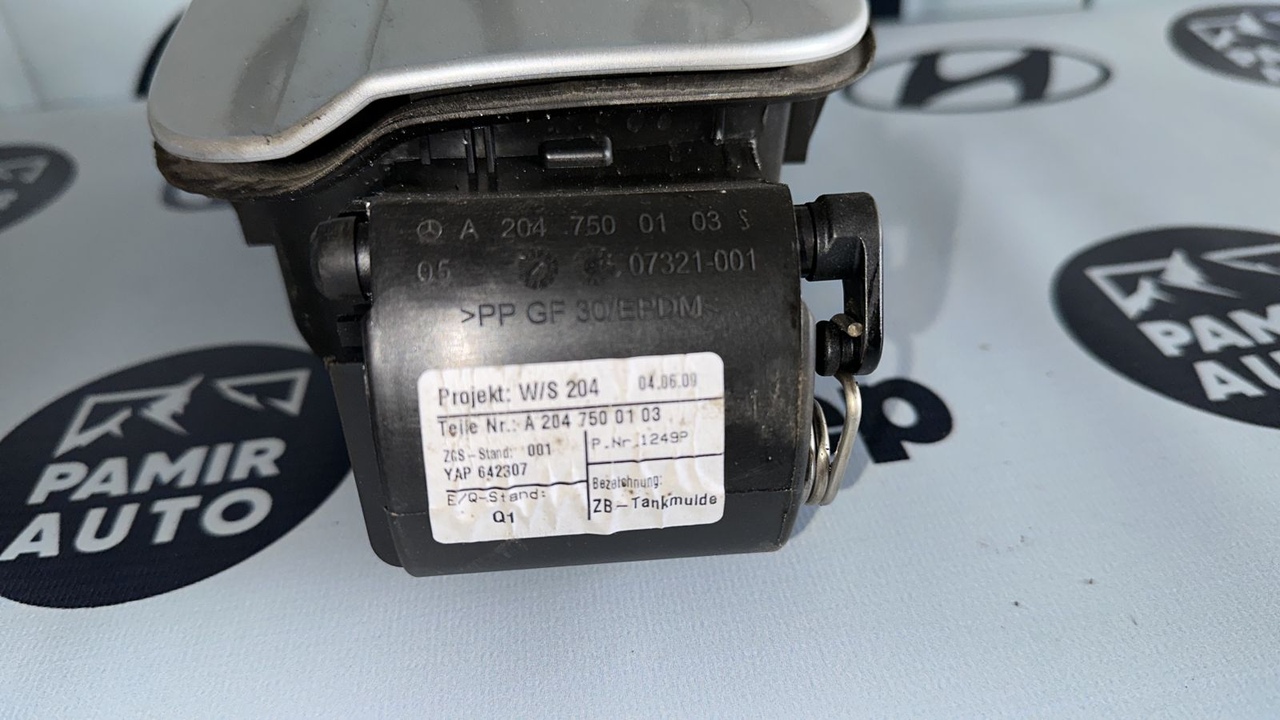 A 204 750 01 03 S
05 07321-001
>PP GF 30/EPDM<
Projekt: W/S 204 04.06.09
Teile Nr.: A 204 750 01 03
ZGS-Stand: 001
YAP 642307
E/Q-Stand:
Q1
P.Nr.1249P
Bezeichnung:
ZB-Tankmulde
PAMIR
AUTO
PAMIR
AU